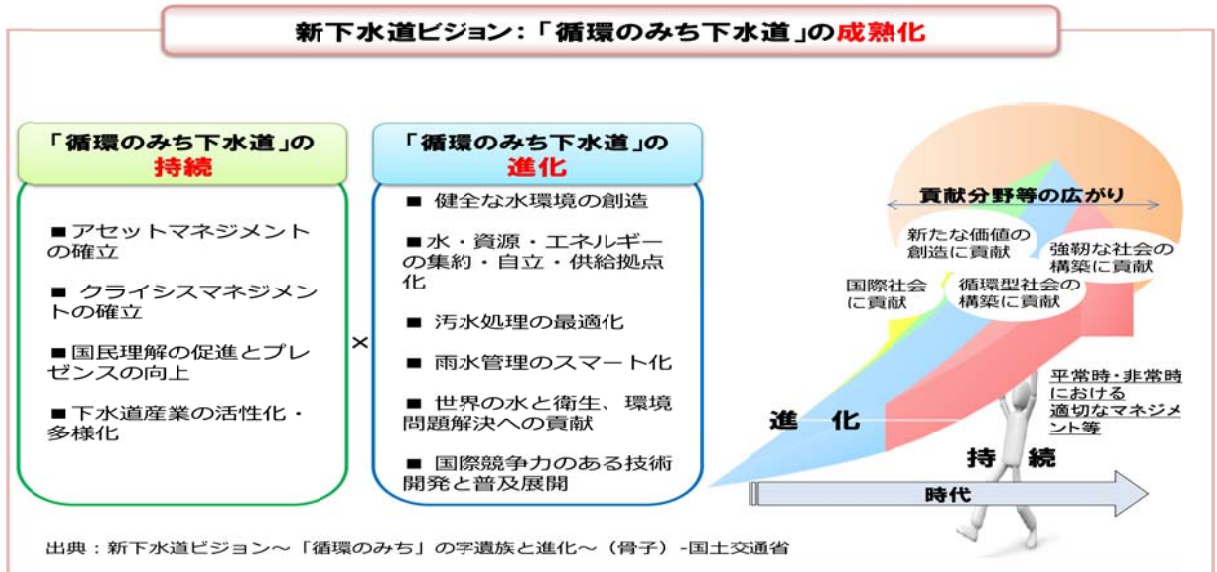 新下水道ビジョン:「循環のみち下水道」の成熟化
「循環のみち下水道」の
持続
■アセットマネジメント
の確立
■ クライシスマネジメン
トの確立
■国民理解の促進とプレ
ゼンスの向上
■下水道産業の活性化・
多様化
×
「循環のみち下水道」の
進化
■ 健全な水環境の創造
■水・資源・エネルギー
の集約・自立・供給拠点
化
■ 汚水処理の最適化
■ 雨水管理のスマート化
■ 世界の水と衛生、環境
問題解決への貢献
■ 国際競争力のある技術
開発と普及展開
貢献分野等の広がり
新たな価値の
創造に貢献
強靭な社会の
構築に貢献
国際社会
に貢献
循環型社会の
構築に貢献
平常時・非常時
における
適切なマネジメ
ント等
進 化
持 続
時代
出典:新下水道ビジョン~「循環のみち」の字遺族と進化~(骨子)-国土交通省